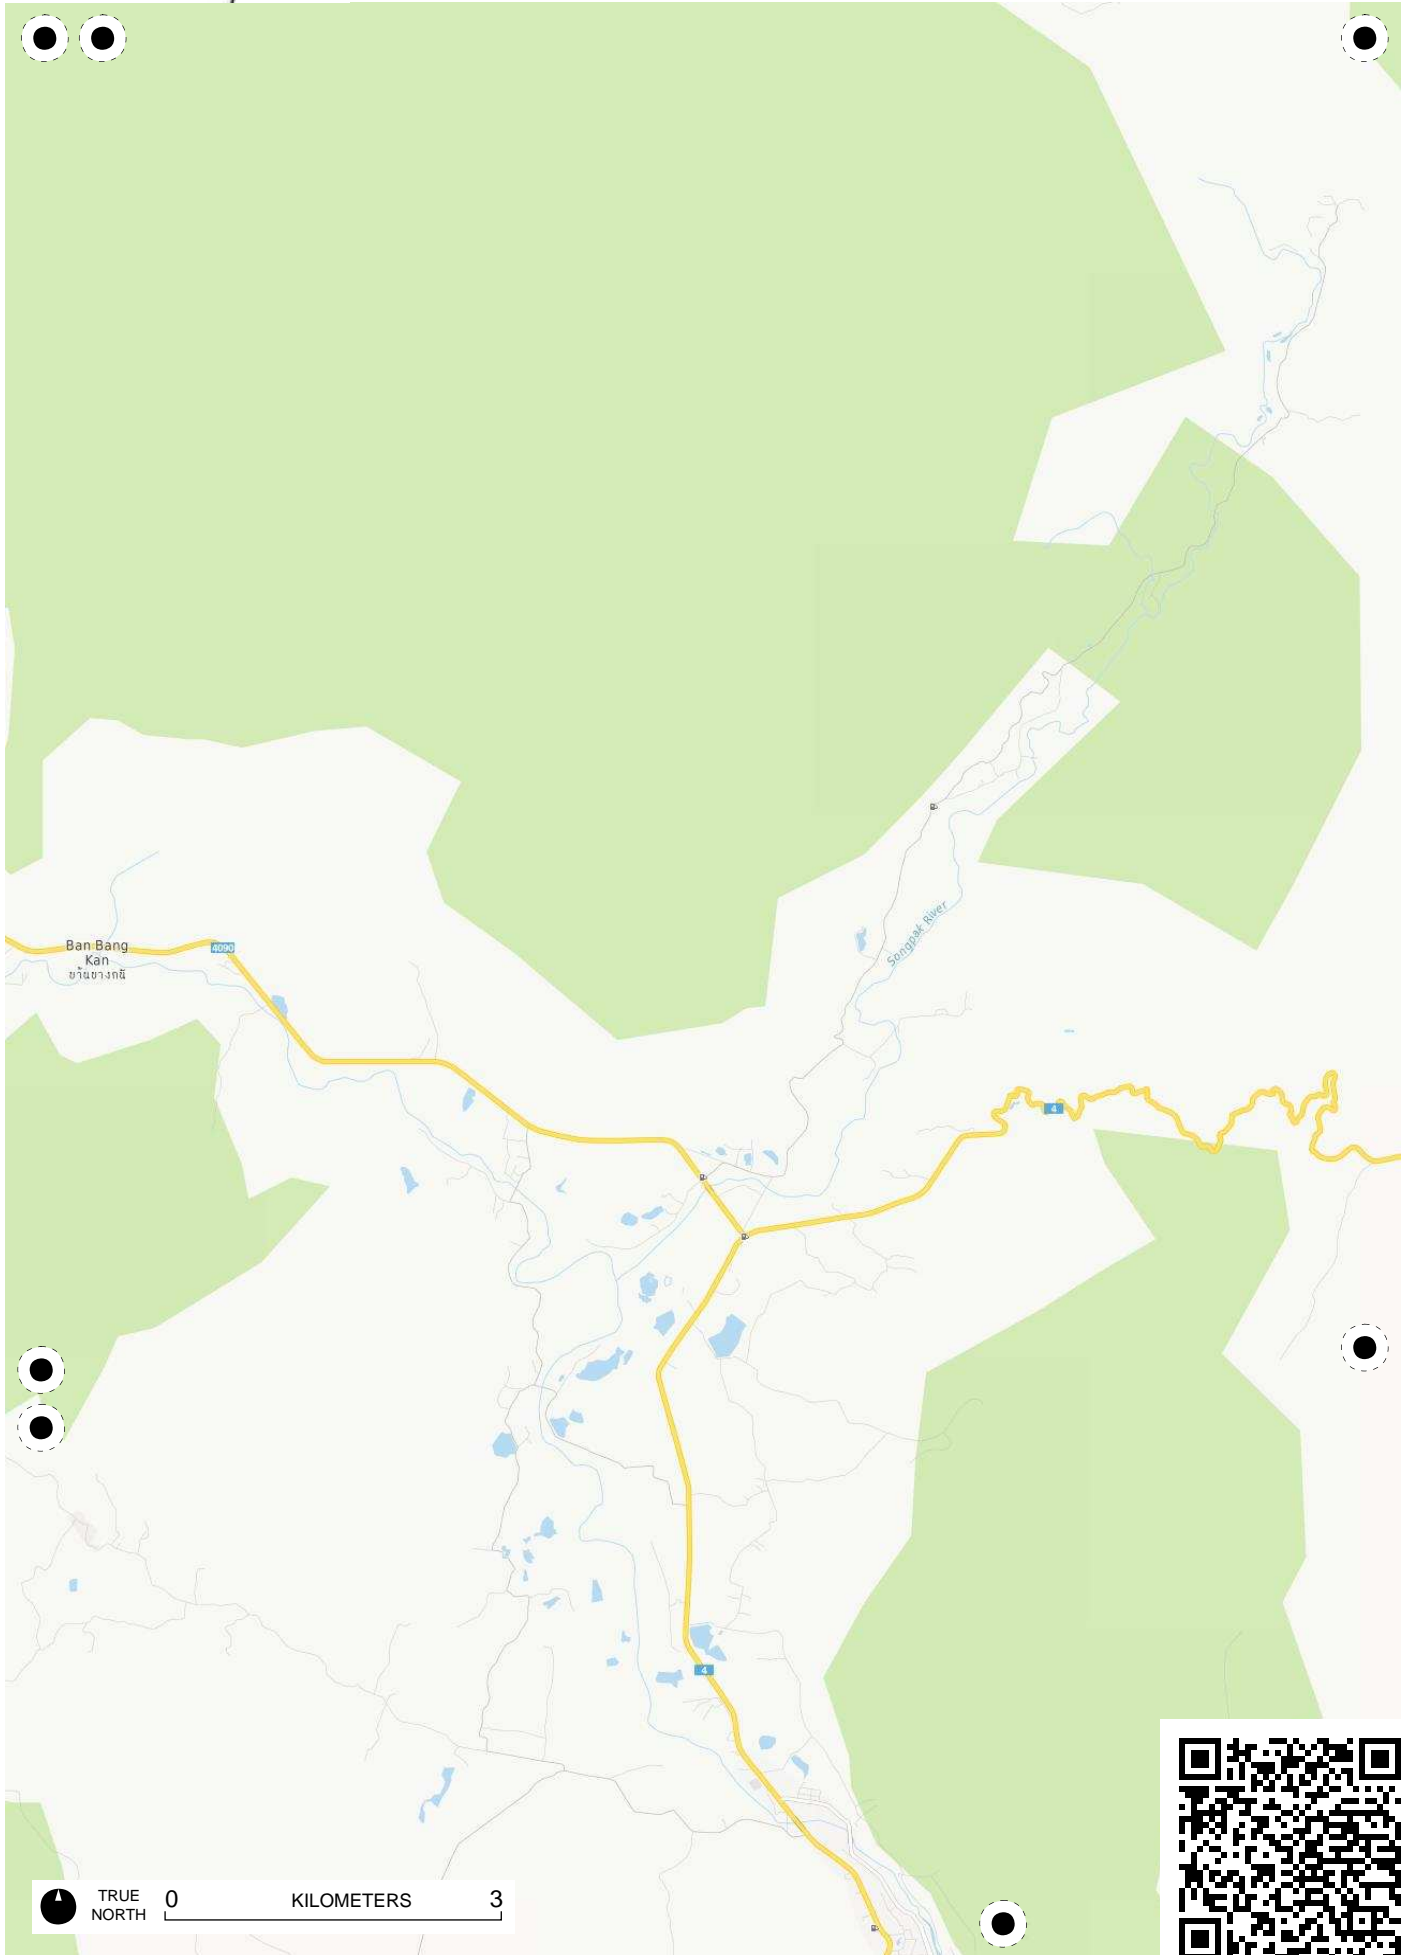 Ban Bang
Kan
บ้านบางกัน
4090
Songpak River
4
4
TRUE
NORTH
0 KILOMETERS 3